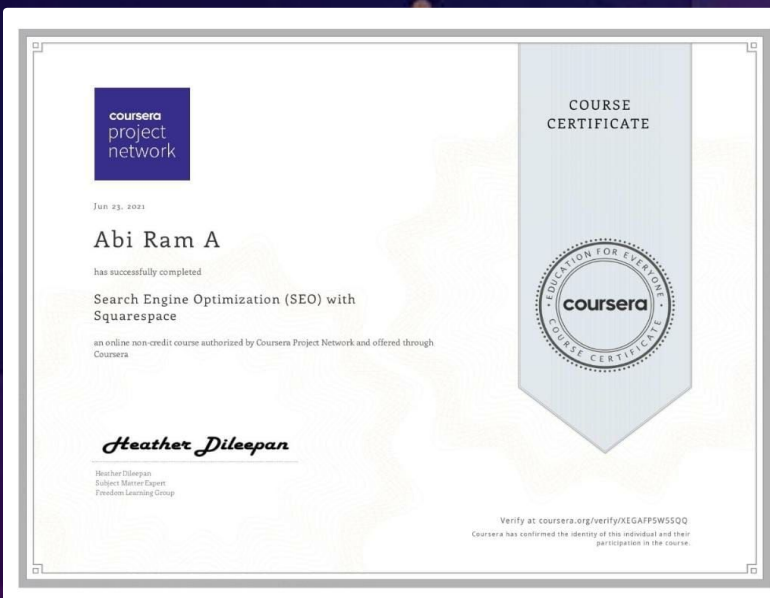 coursera
project
network
Jun 23, 2021
Abi Ram A
has successfully completed
Search Engine Optimization (SEO) with
Squarespace
an online non-credit course authorized by Coursera Project Network and offered through
Coursera
Heather Dileepan
Heather Dileepan
Subject Matter Expert
Freedom Learning Group
COURSE
CERTIFICATE
EDUCATION FOR EVERYONE
coursera
COURSE CERTIFICATE
Verify at coursera.org/verify/XEGAFP5WSSQQ
Coursera has confirmed the identity of this individual and their
participation in the course.